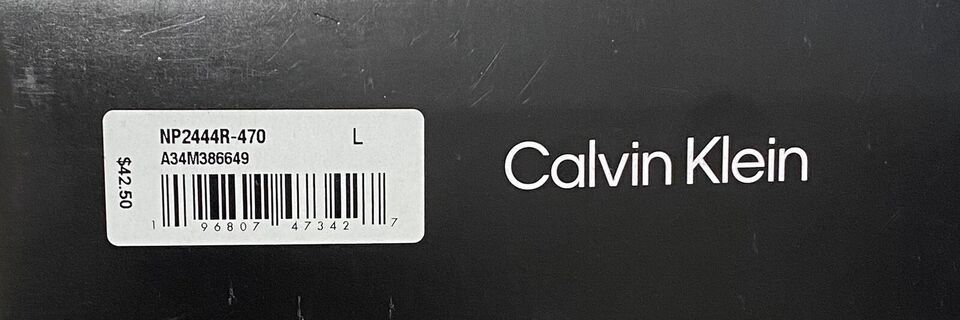 NP2444R-470 L
A34M386649
$42.50
1 96807 47342 7
Calvin Klein